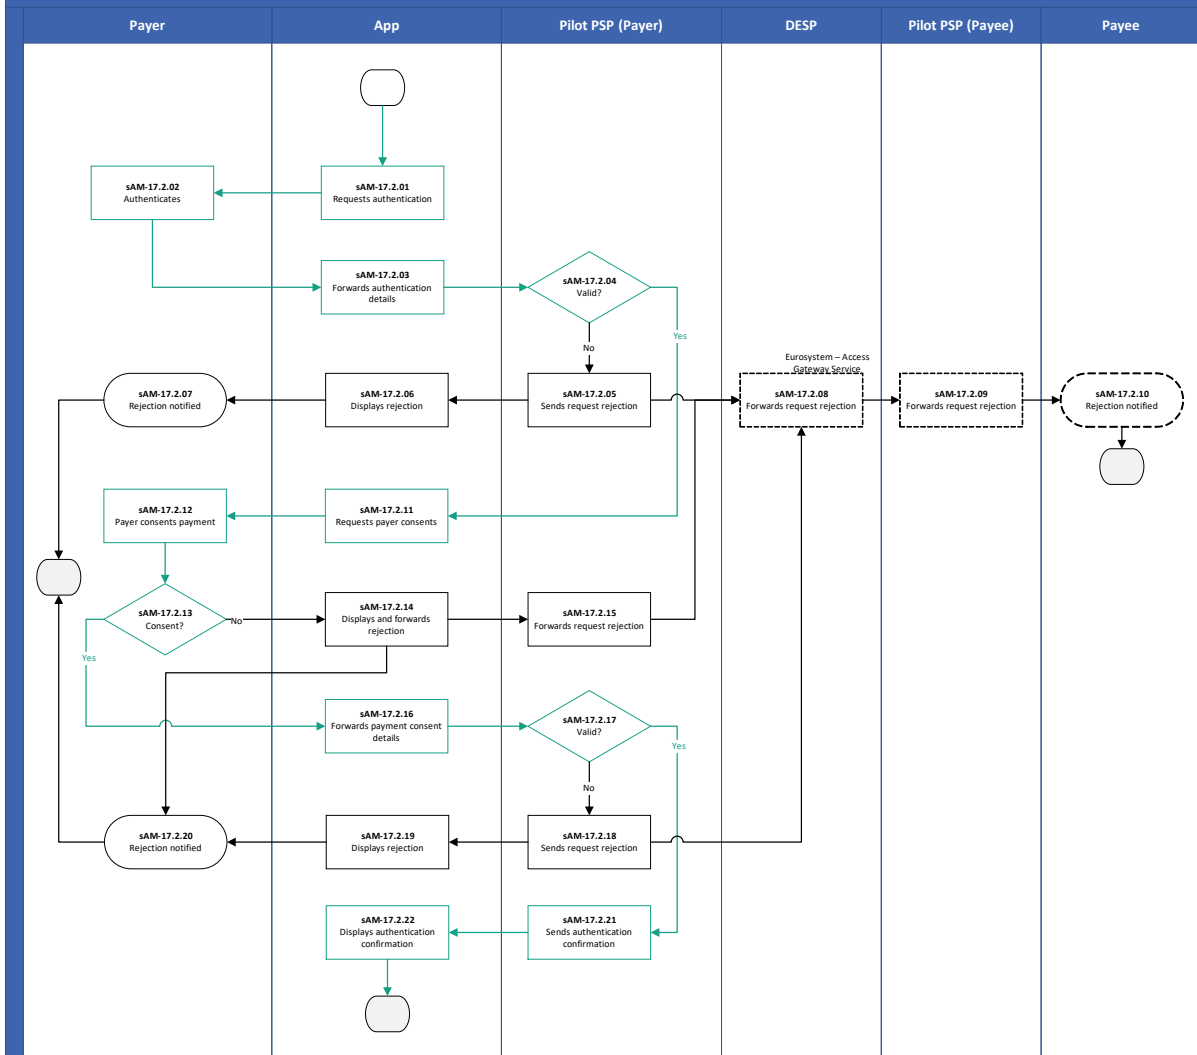 Payer
App
Pilot PSP (Payer)
DESP
Pilot PSP (Payee)
Payee
sAM-17.2.02
Authenticates
sAM-17.2.01
Requests authentication
sAM-17.2.03
Forwards authentication
details
sAM-17.2.04
Valid?
Yes
No
Eurosystem – Access
Gateway Service
sAM-17.2.07
Rejection notified
sAM-17.2.06
Displays rejection
sAM-17.2.05
Sends request rejection
sAM-17.2.08
Forwards request rejection
sAM-17.2.09
Forwards request rejection
sAM-17.2.10
Rejection notified
sAM-17.2.12
Payer consents payment
sAM-17.2.11
Requests payer consents
sAM-17.2.13
Consent?
No
Yes
sAM-17.2.14
Displays and forwards
rejection
sAM-17.2.15
Forwards request rejection
sAM-17.2.16
Forwards payment consent
details
sAM-17.2.17
Valid?
Yes
No
sAM-17.2.20
Rejection notified
sAM-17.2.19
Displays rejection
sAM-17.2.18
Sends request rejection
sAM-17.2.22
Displays authentication
confirmation
sAM-17.2.21
Sends authentication
confirmation